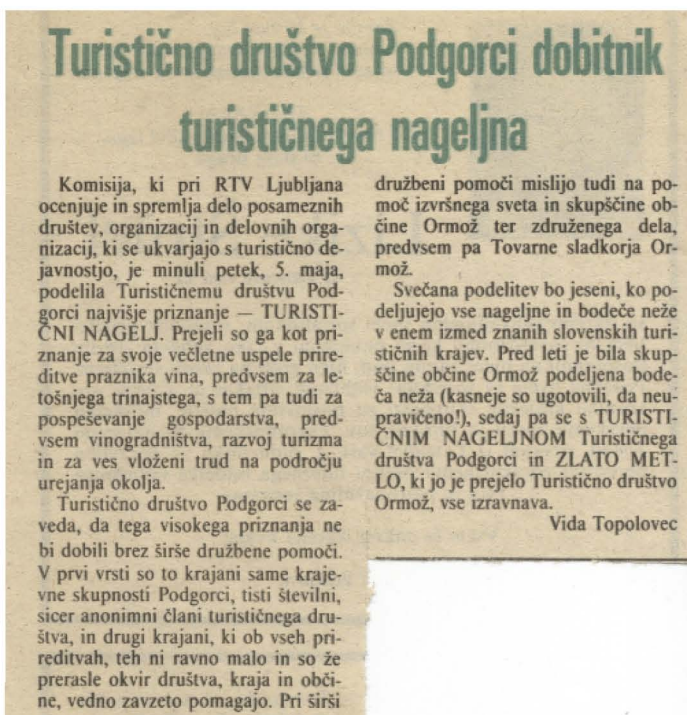 Turistično društvo Podgorci dobitnik
turističnega nageljna
Komisija, ki pri RTV Ljubljana
ocenjuje in spremlja delo posameznih
društev, organizacij in delovnih orga-
nizacij, ki se ukvarjajo s turistično de-
javnostjo, je minuli petek, 5. maja,
podelila Turističnemu društvu Pod-
gorci najvišje priznanje — TURISTI-
ČNI NAGELJ. Prejeli so ga kot pri-
znanje za svoje večletne uspele prire-
ditve praznika vina, predvsem za le-
tošnjega trinajstega, s tem pa tudi za
pospeševanje gospodarstva, pred-
vsem vinogradništva, razvoj turizma
in za ves vloženi trud na področju
urejanja okolja.
Turistično društvo Podgorci se za-
veda, da tega visokega priznanja ne
bi dobili brez širše družbene pomoči.
V prvi vrsti so to krajani same kraje-
vne skupnosti Podgorci, tisti številni,
sicer anonimni člani turističnega dru-
štva, in drugi krajani, ki ob vseh pri-
reditvah, teh ni ravno malo in so že
prerasle okvir društva, kraja in obči-
ne, vedno zavzeto pomagajo. Pri širši
družbeni pomoči mislijo tudi na po-
moč izvršnega sveta in skupščine ob-
čine Ormož ter združenega dela,
predvsem pa Tovarne sladkorja Or-
mož.
Svečana podelitev bo jeseni, ko po-
deljujejo vse nageljne in bodeče neže
v enem izmed znanih slovenskih turi-
stičnih krajev. Pred leti je bila skup-
ščine občine Ormož podeljena bode-
ča neža (kasneje so ugotovili, da neu-
pravičeno!), sedaj pa se s TURISTI-
ČNIM NAGELJNOM Turističnega
društva Podgorci in ZLATO MET-
LO, ki jo je prejelo Turistično društvo
Ormož, vse izravnava.
Vida Topolovec